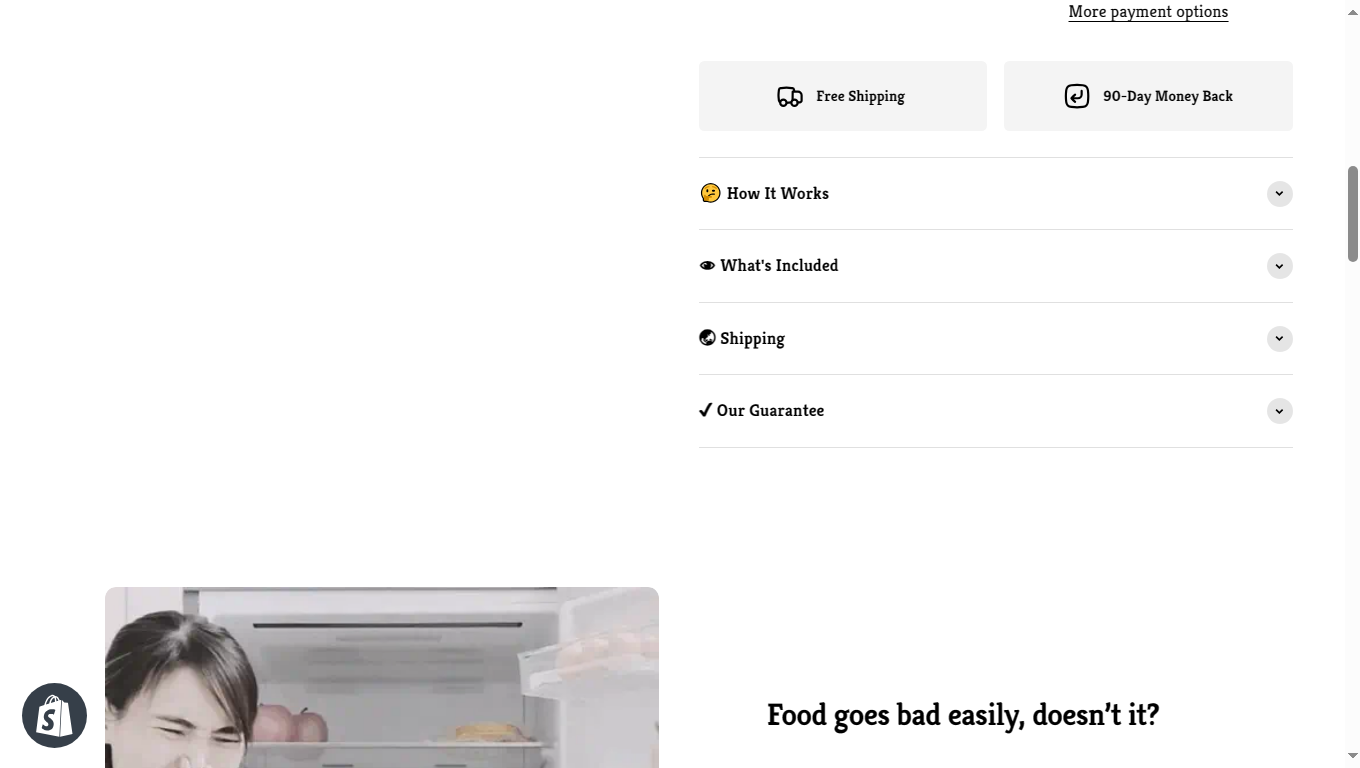 More payment options
Free Shipping
90-Day Money Back
🤔 How It Works
👁 What's Included
🌎 Shipping
✔ Our Guarantee
Food goes bad easily, doesn’t it?